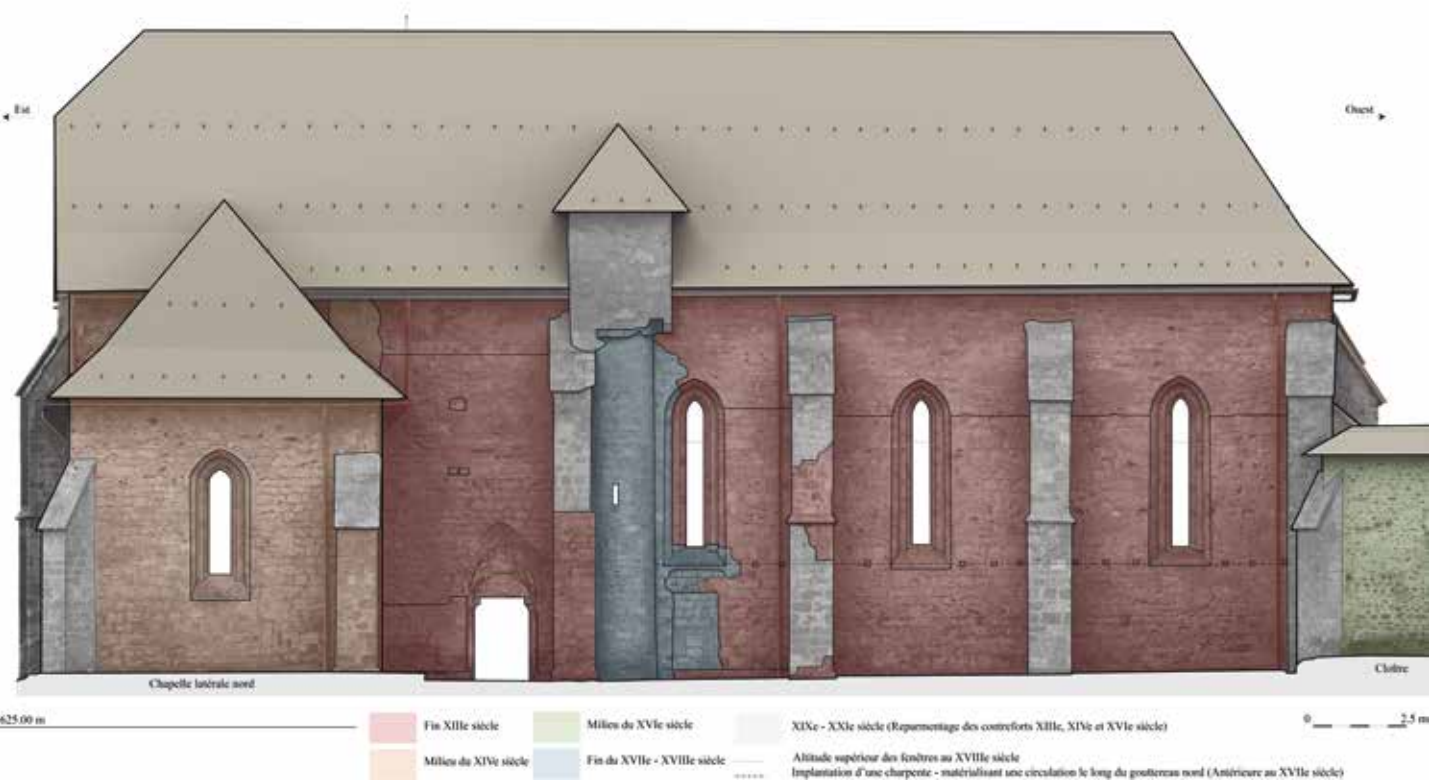 Est
Ouest
Chapelle latérale nord
Cloître
625.00 m
Fin XIIIe siècle
Milieu du XVIe siècle
XIXe - XXIe siècle (Reparmentage des contreforts XIIIe, XIVe et XVIe siècle)
0
2.5 m
Milieu du XIVe siècle
Fin du XVIIe - XVIIIe siècle
Altitude supérieur des fenêtres au XVIIIe siècle
Implantation d'une charpente - matérialisant une circulation le long du gouttereau nord (Antérieure au XVIIe siècle)